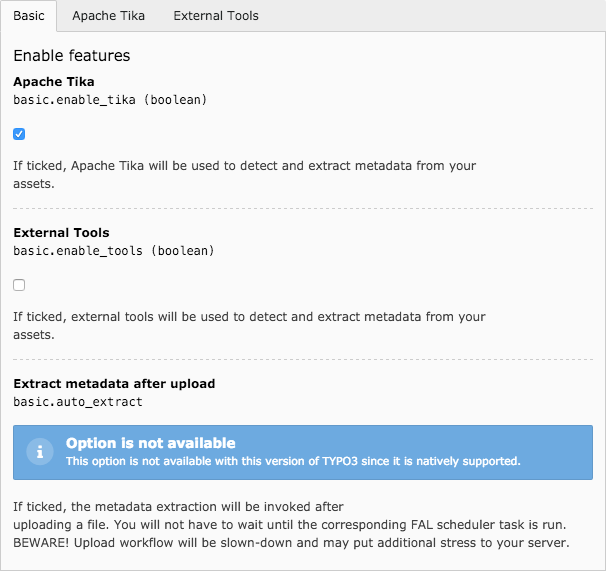 Basic
Apache Tika
External Tools
Enable features
Apache Tika
basic.enable_tika (boolean)
If ticked, Apache Tika will be used to detect and extract metadata from your
assets.
External Tools
basic.enable_tools (boolean)
If ticked, external tools will be used to detect and extract metadata from your
assets.
Extract metadata after upload
basic.auto_extract
Option is not available
This option is not available with this version of TYPO3 since it is natively supported.
If ticked, the metadata extraction will be invoked after
uploading a file. You will not have to wait until the corresponding FAL scheduler task is run.
BEWARE! Upload workflow will be slown-down and may put additional stress to your server.